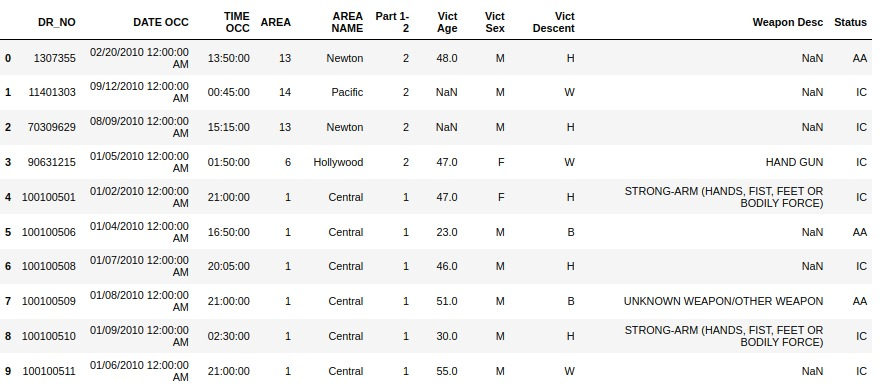 DR_NO DATE OCC TIME OCC AREA AREA NAME Part 1-2 Vict Age Vict Sex Vict Descent Weapon Desc Status
0 1307355 02/20/2010 12:00:00 AM 13:50:00 13 Newton 2 48.0 M H NaN AA
1 11401303 09/12/2010 12:00:00 AM 00:45:00 14 Pacific 2 NaN M W NaN IC
2 70309629 08/09/2010 12:00:00 AM 15:15:00 13 Newton 2 NaN M H NaN IC
3 90631215 01/05/2010 12:00:00 AM 01:50:00 6 Hollywood 2 47.0 F W HAND GUN IC
4 100100501 01/02/2010 12:00:00 AM 21:00:00 1 Central 1 47.0 F H STRONG-ARM (HANDS, FIST, FEET OR BODILY FORCE) IC
5 100100506 01/04/2010 12:00:00 AM 16:50:00 1 Central 1 23.0 M B NaN AA
6 100100508 01/07/2010 12:00:00 AM 20:05:00 1 Central 1 46.0 M H NaN IC
7 100100509 01/08/2010 12:00:00 AM 21:00:00 1 Central 1 51.0 M B UNKNOWN WEAPON/OTHER WEAPON AA
8 100100510 01/09/2010 12:00:00 AM 02:30:00 1 Central 1 30.0 M H STRONG-ARM (HANDS, FIST, FEET OR BODILY FORCE) IC
9 100100511 01/06/2010 12:00:00 AM 21:00:00 1 Central 1 55.0 M W NaN IC